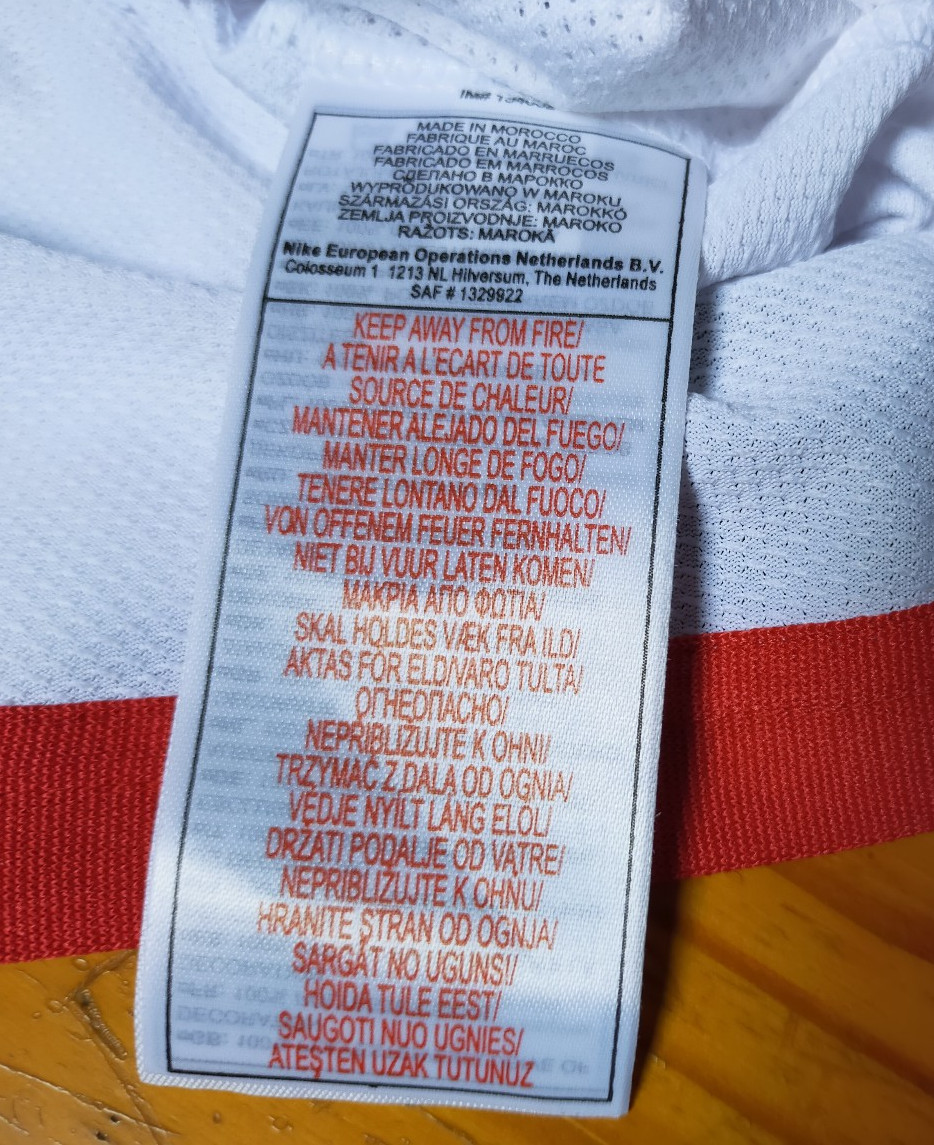 MADE IN MOROCCO
FABRIQUE AU MAROC
FABRICADO EN MARRUECOS
FABRICADO EM MARROCOS
СДЕЛАНО В МАРОККО
WYPRODUKOWANO W MAROKU
SZÁRMAZÁSI ORSZÁG: MAROKKÓ
ZEMLJA PROIZVODNJE: MAROKO
RAŽOTS: MAROKĀ
Nike European Operations Netherlands B.V.
Colosseum 1 1213 NL Hilversum, The Netherlands
SAF # 1329922
KEEP AWAY FROM FIRE/
A TENIR A L'ECART DE TOUTE
SOURCE DE CHALEUR/
MANTENER ALEJADO DEL FUEGO/
MANTER LONGE DE FOGO/
TENERE LONTANO DAL FUOCO/
VON OFFENEM FEUER FERNHALTEN/
NIET BIJ VUUR LATEN KOMEN/
ΜΑΚΡΙΑ ΑΠΟ ΦΩΤΙΑ/
SKAL HOLDES VÆK FRA ILD/
AKTAS FÖR ELD/VARO TULTA/
ОГНЕОПАСНО/
NEPŘIBLIŽUJTE K OHNI/
TRZYMAĆ Z DALA OD OGNIA/
VÉDJE NYÍLT LÁNG ELŐL/
DRŽATI PODALJE OD VATRE/
NEPRIBLIŽUJTE K OHŇU/
HRANITE STRAN OD OGNJA/
SARGĀT NO UGUNS!/
HOIDA TULE EEST/
SAUGOTI NUO UGNIES/
ATEŞTEN UZAK TUTUNUZ